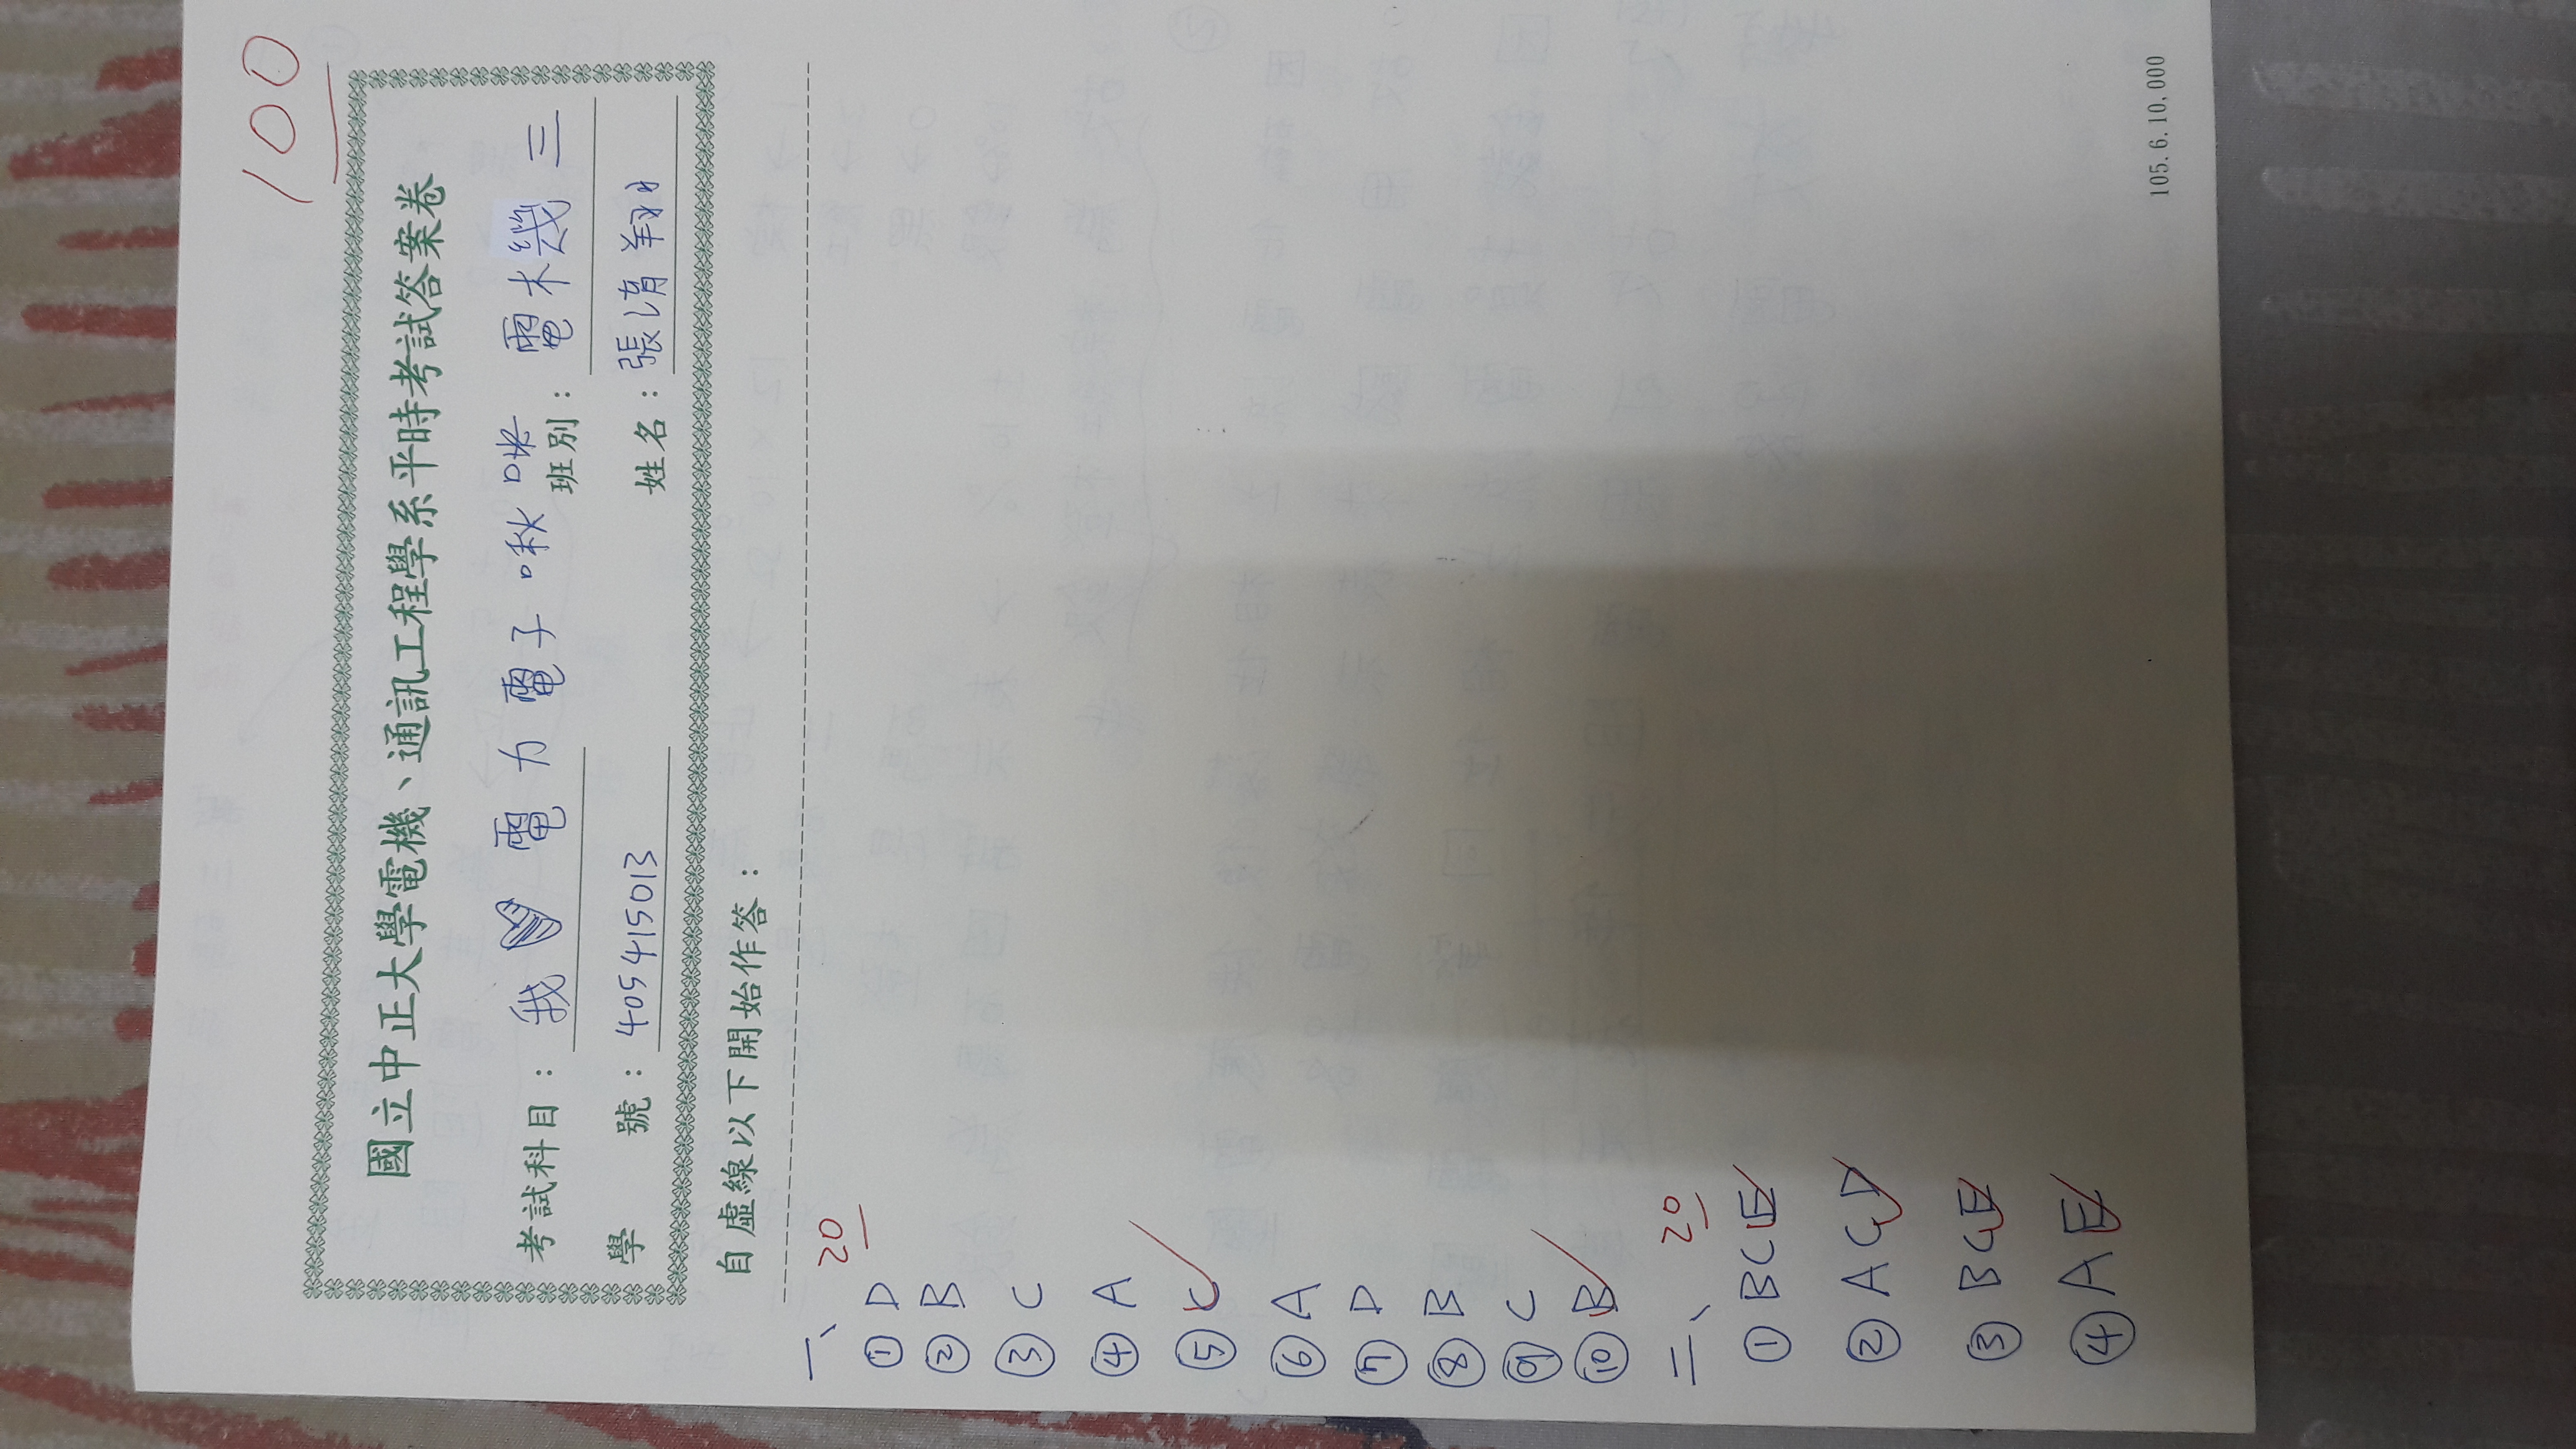 100
國立中正大學電機、通訊工程學系平時考試答案卷
考試科目： 我 ♥ 電力電子啾咪 班別： 電機三
學 號： 405415013 姓名： 張淯翔
自虛線以下開始作答：
一、 20
① D
② B
③ C
④ A
⑤ C
⑥ A
⑦ D
⑧ B
⑨ C
⑩ B
二、 20
① BCE
② ACD
③ BCE
④ AE
105.6.10,000